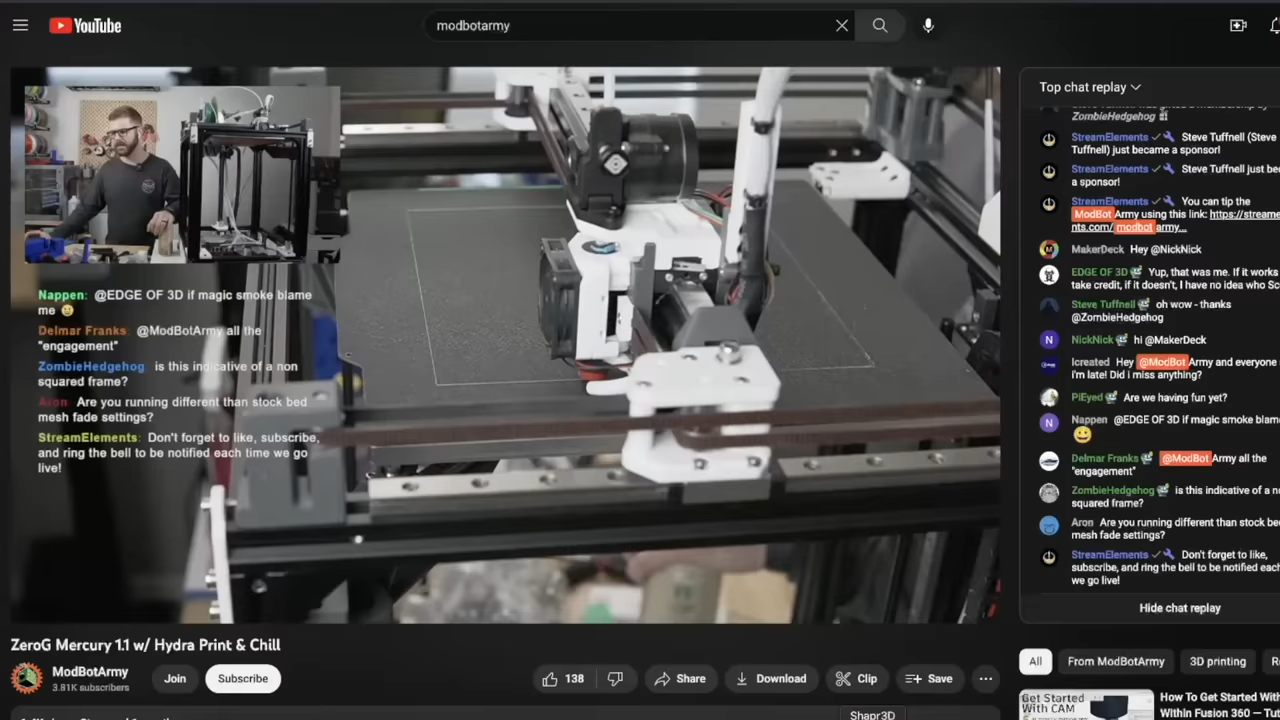 YouTube
modbotarmy
Nappen: @EDGE OF 3D if magic smoke blame
me
Delmar Franks: @ModBotArmy all the
"engagement"
ZombieHedgehog is this indicative of a non
squared frame?
Aron Are you running different than stock bed
mesh fade settings?
StreamElements: Don't forget to like, subscribe,
and ring the bell to be notified each time we go
live!
Top chat replay
ZombieHedgehog
StreamElements Steve Tuffnell (Steve
Tuffnell) just became a sponsor!
StreamElements Steve Tuffnell just be
a sponsor!
StreamElements You can tip the
ModBot Army using this link: https://stream
nts.com/modbot army...
MakerDeck Hey @NickNick
EDGE OF 3D Yup, that was me. If it works
take credit, if it doesn't, I have no idea who Sc
Steve Tuffnell oh wow - thanks
@ZombieHedgehog
NickNick hi @MakerDeck
Icreated Hey @ModBot Army and everyone
i'm late! Did i miss anything?
PiEyed Are we having fun yet?
Nappen @EDGE OF 3D if magic smoke blame
Delmar Franks @ModBot Army all the
"engagement"
ZombieHedgehog is this indicative of a n
squared frame?
Aron Are you running different than stock be
mesh fade settings?
StreamElements Don't forget to like,
subscribe, and ring the bell to be notified each
we go live!
Hide chat replay
ZeroG Mercury 1.1 w/ Hydra Print & Chill
ModBotArmy
3.81K subscribers
Join
Subscribe
138
Share
Download
Clip
Save
...
Shapr3D
All
From ModBotArmy
3D printing
R
Get Started
With CAM
How To Get Started With
Within Fusion 360 — Tut